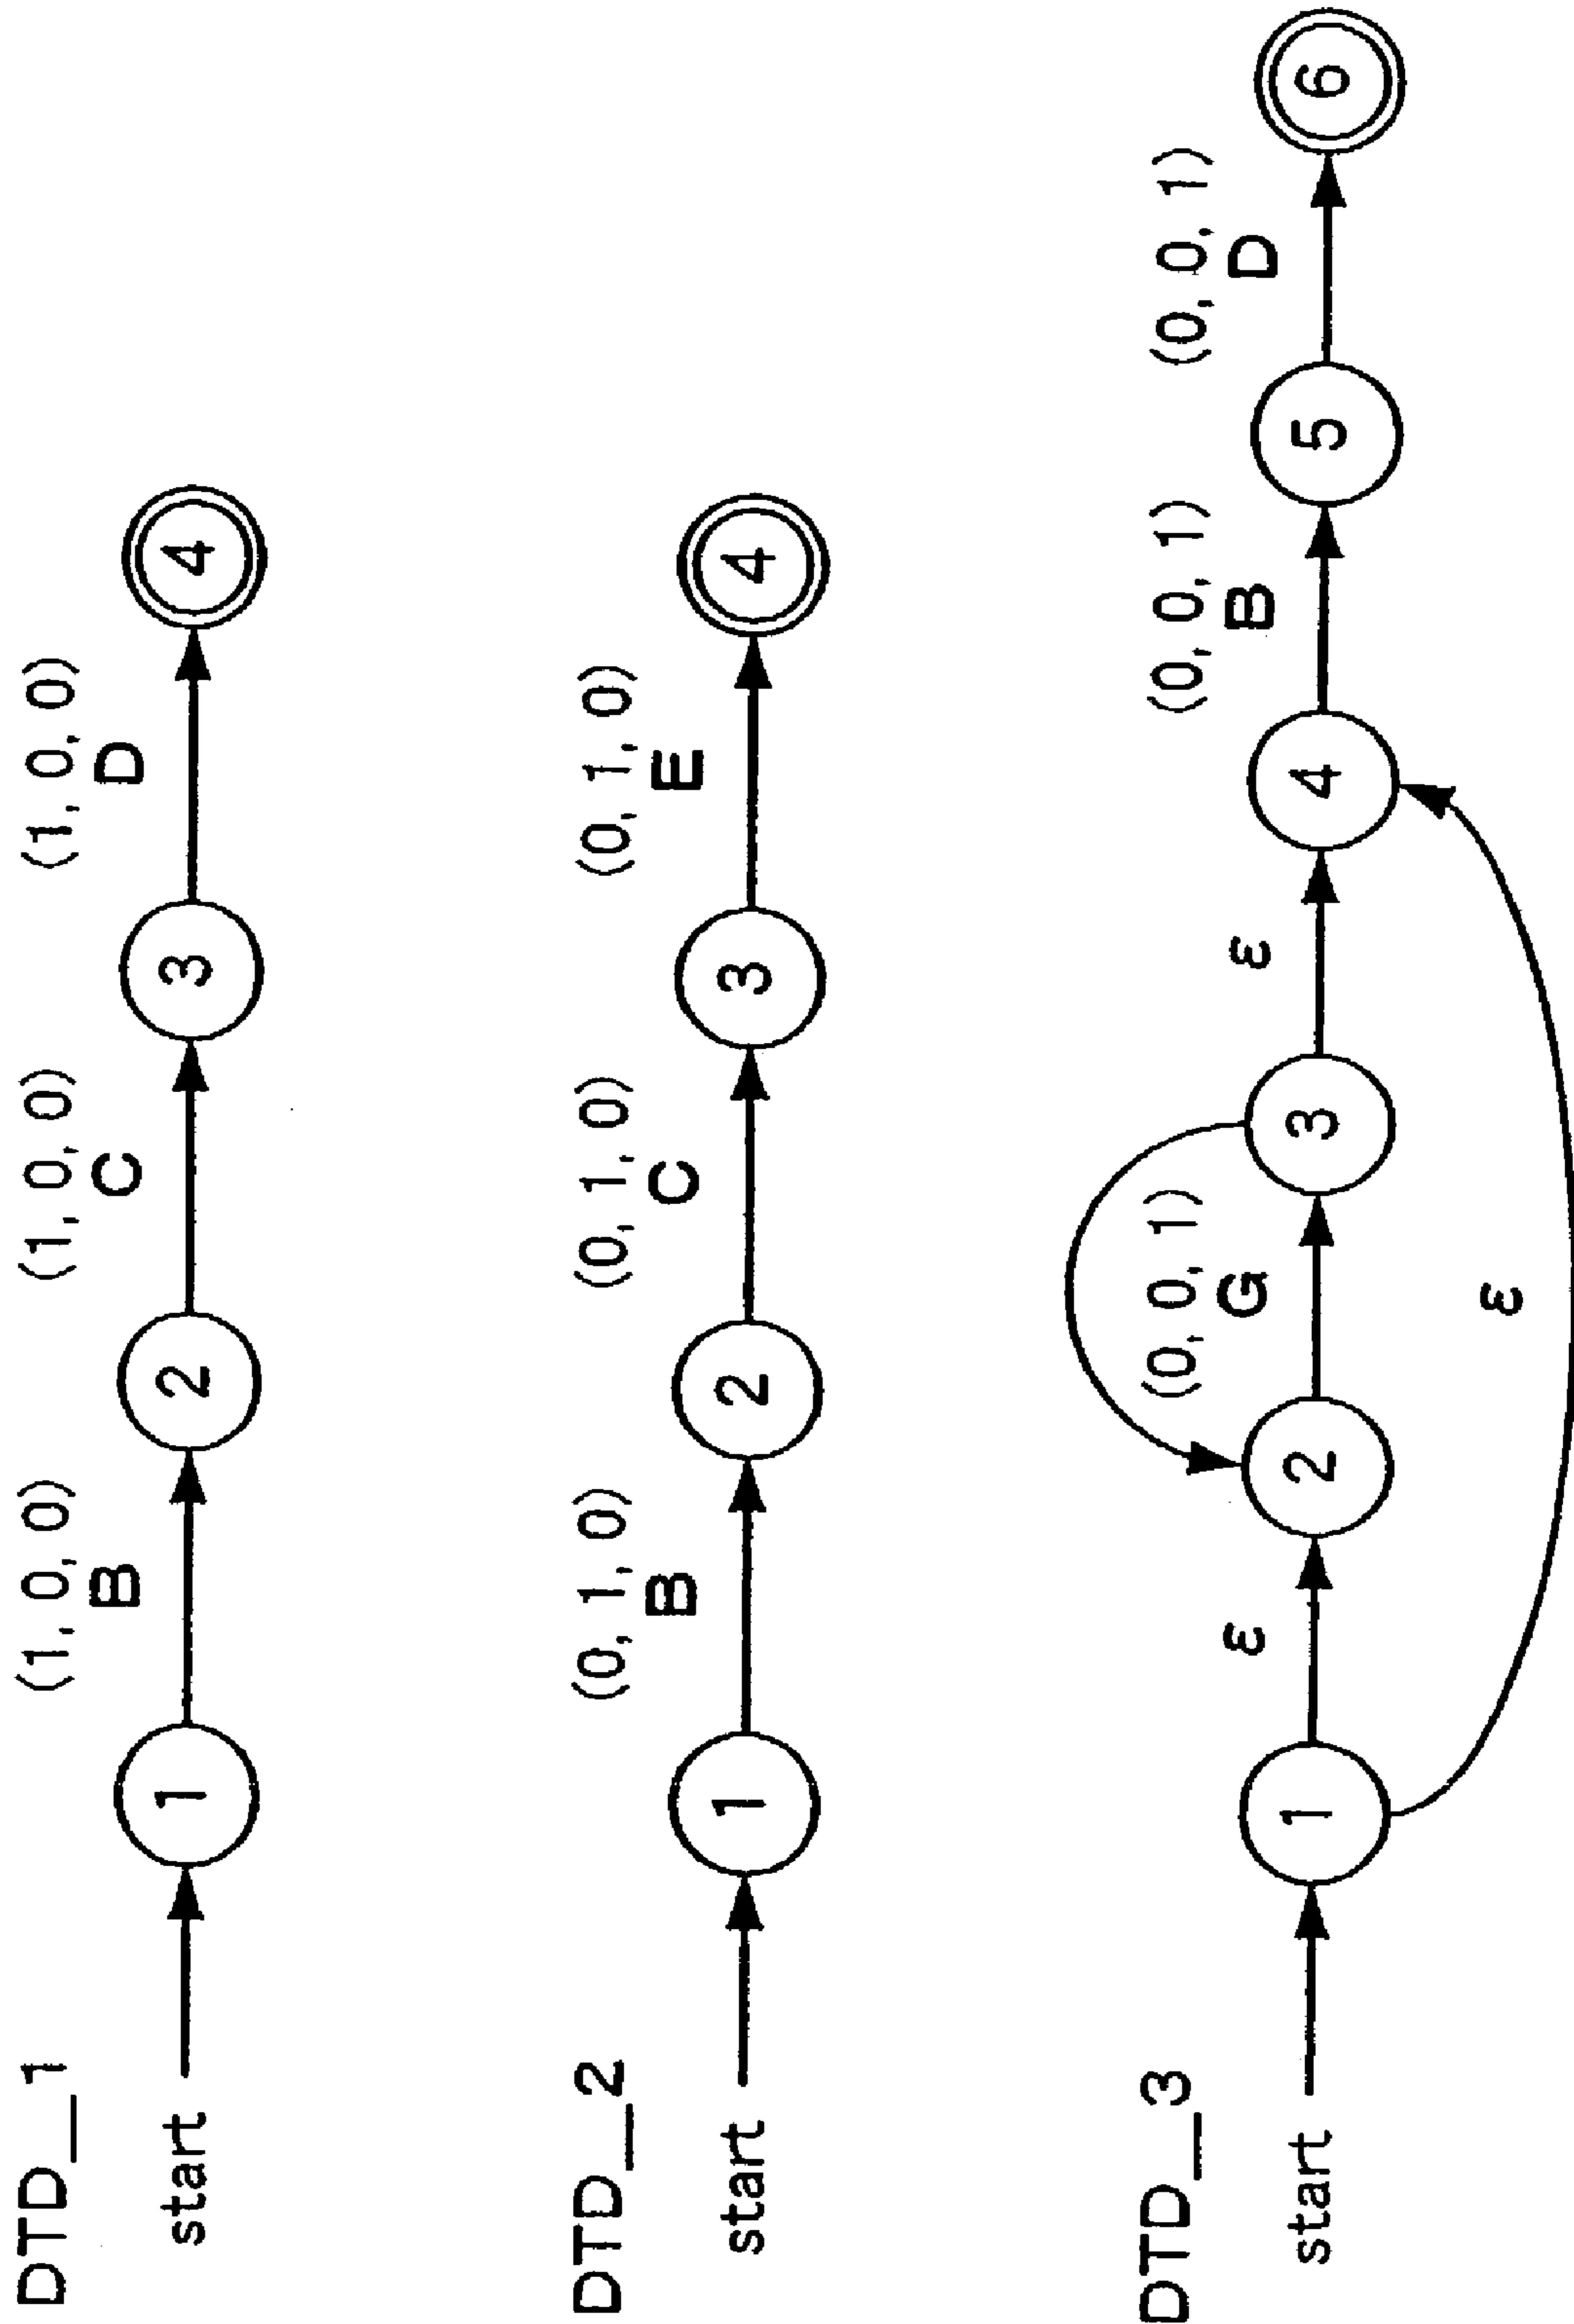 DTD_1
(1, 0, 0) (1, 0, 0) (1, 0, 0)
B C D
start 1 2 3 4
DTD_2
(0, 1, 0) (0, 1, 0) (0, 1, 0)
B C E
start 1 2 3 4
DTD_3
(0, 0, 1) (0, 0, 1) (0, 0, 1)
ε G ε B D
start 1 2 3 4 5 6
ε